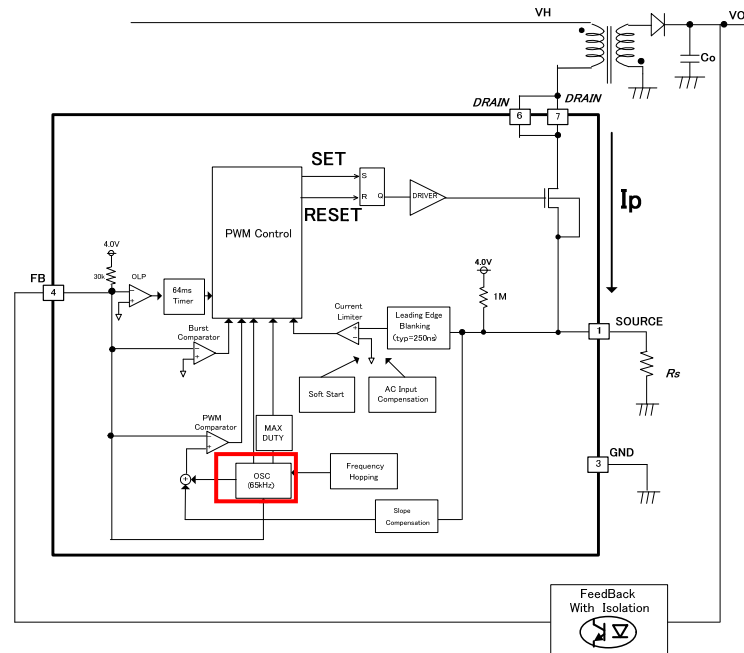 VH
VO
Co
DRAIN
DRAIN
6
7
SET
S
R
Q
DRIVER
RESET
PWM Control
Ip
4.0V
30k
FB
4
OLP
64ms
Timer
4.0V
1M
Current
Limiter
Leading Edge
Blanking
(typ=250ns)
SOURCE
1
Rs
Burst
Comparator
Soft Start
AC Input
Compensation
PWM
Comparator
MAX
DUTY
GND
3
OSC
(65kHz)
Frequency
Hopping
Slope
Compensation
FeedBack
With Isolation